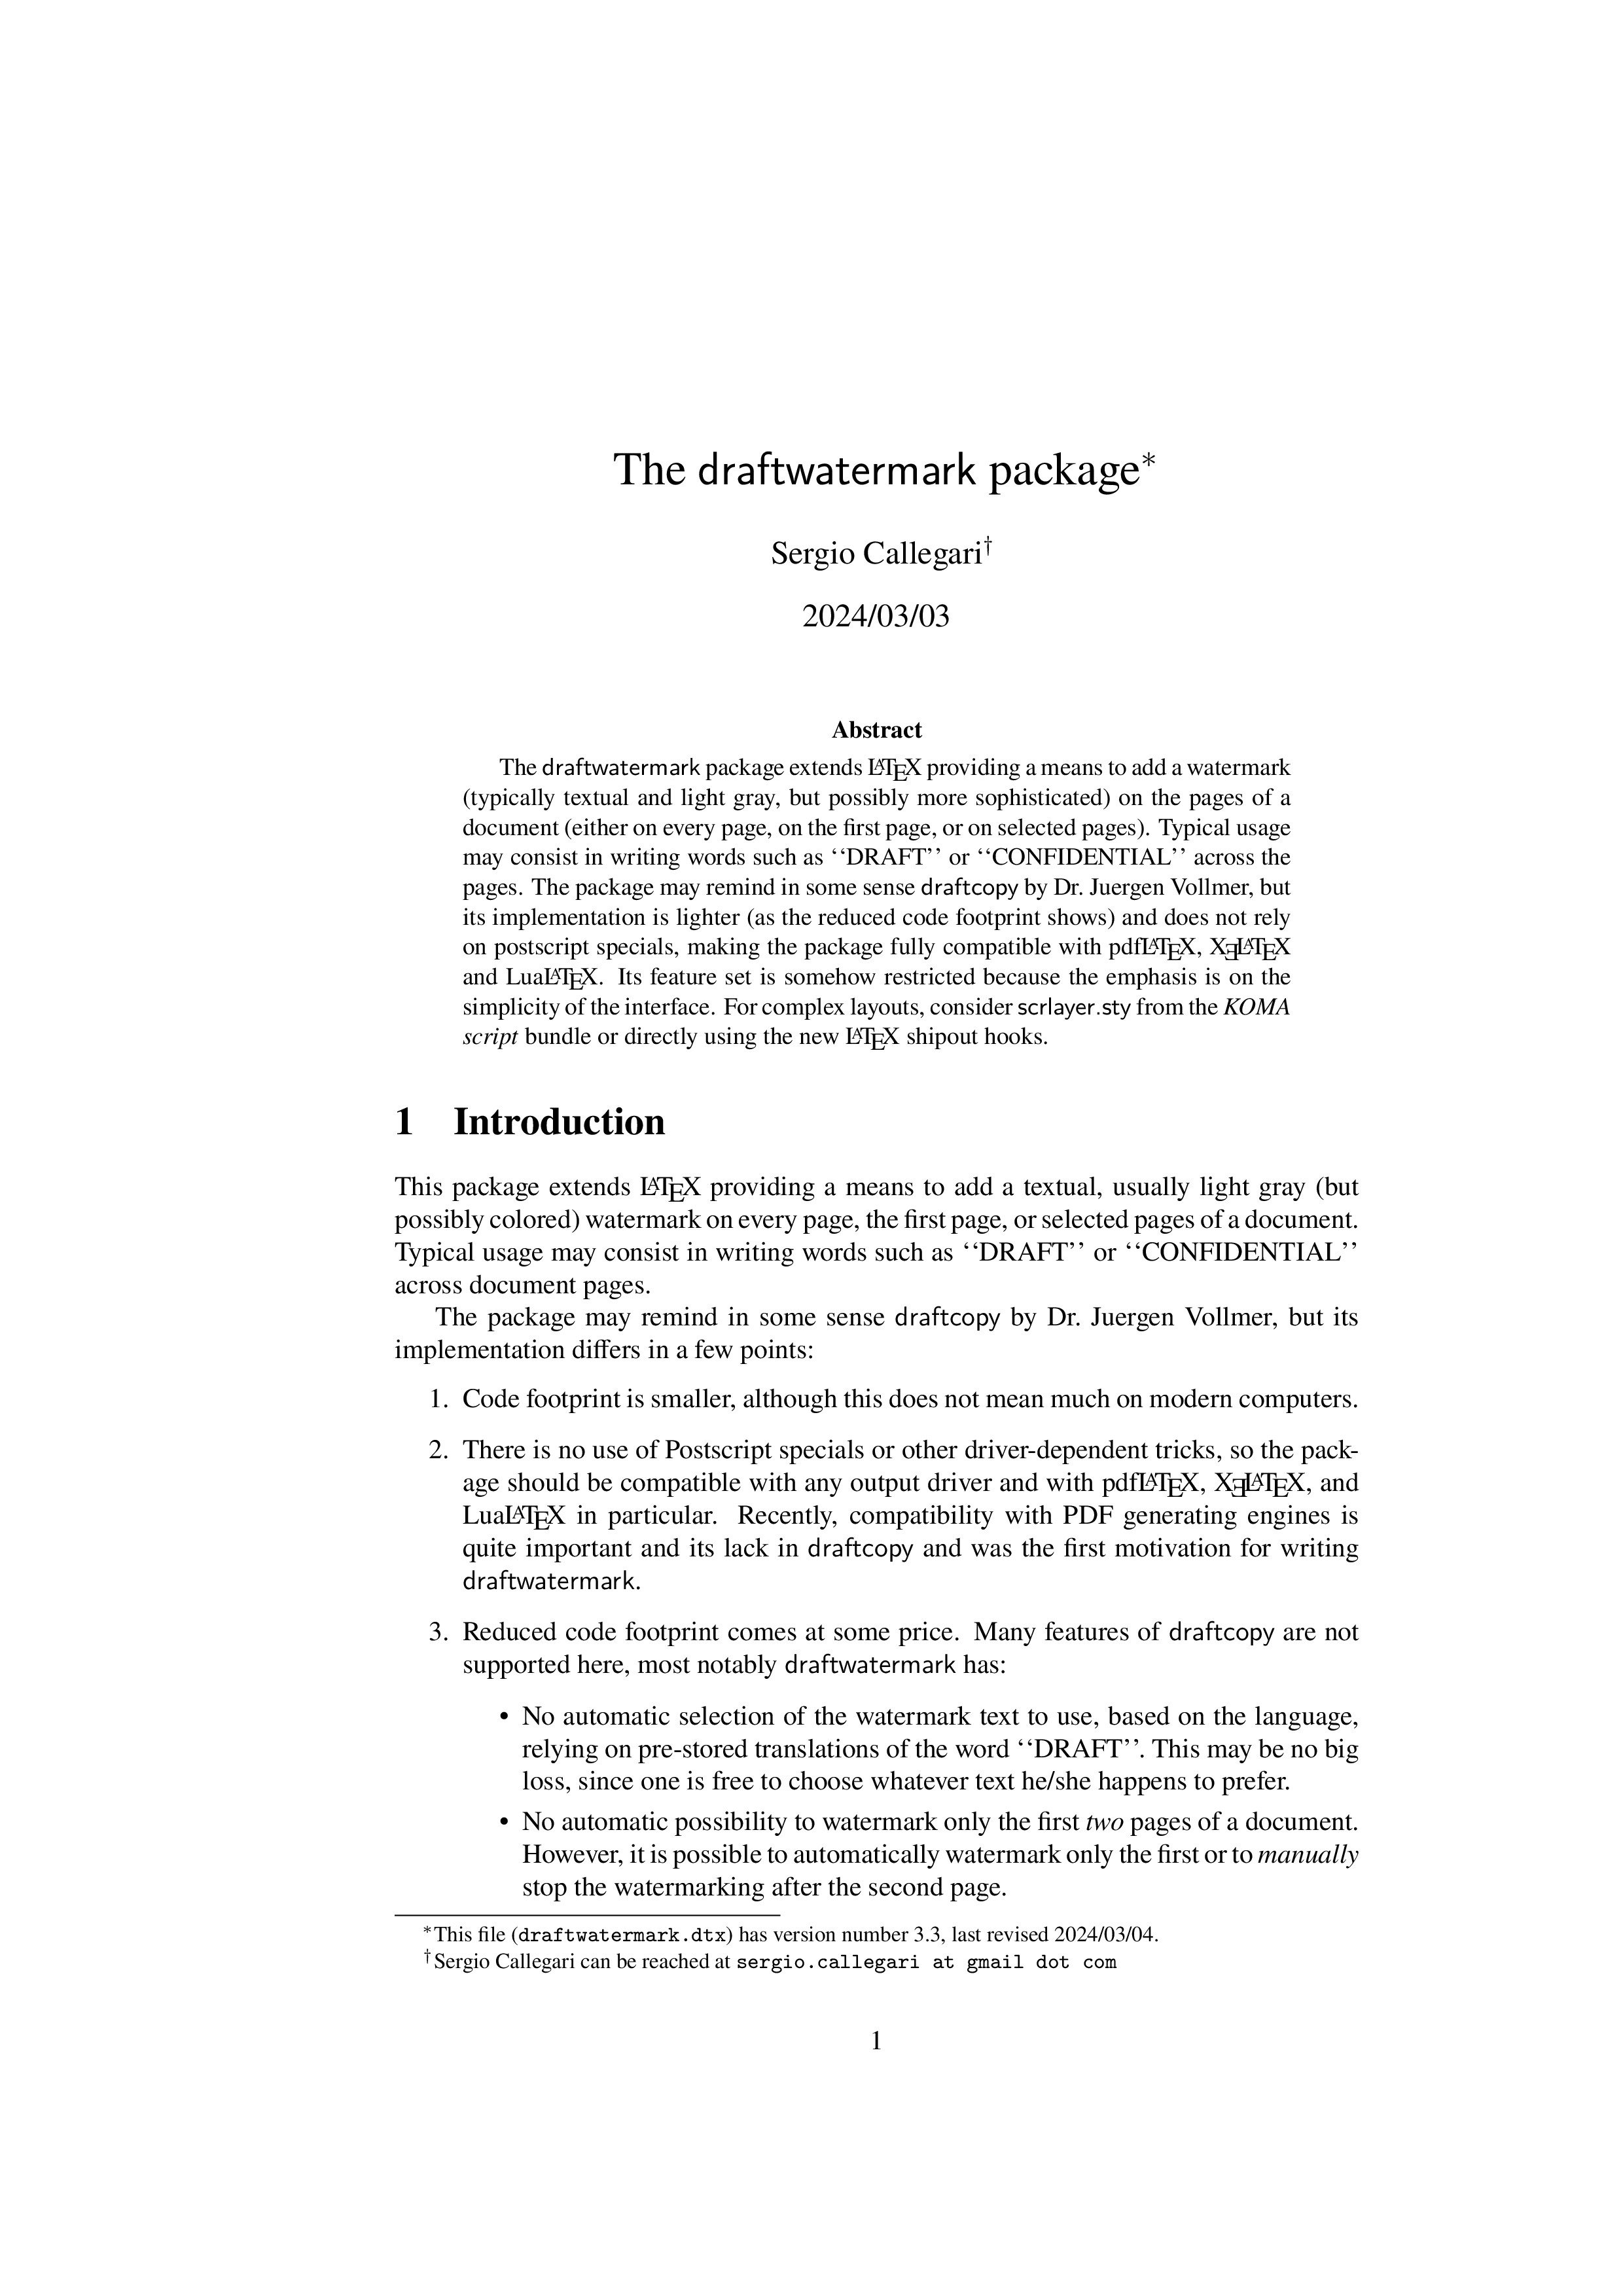 The draftwatermark package*
Sergio Callegari†
2024/03/03
Abstract
The draftwatermark package extends LATEX providing a means to add a watermark
(typically textual and light gray, but possibly more sophisticated) on the pages of a
document (either on every page, on the first page, or on selected pages). Typical usage
may consist in writing words such as ‘‘DRAFT’’ or ‘‘CONFIDENTIAL’’ across the
pages. The package may remind in some sense draftcopy by Dr. Juergen Vollmer, but
its implementation is lighter (as the reduced code footprint shows) and does not rely
on postscript specials, making the package fully compatible with pdfLATEX, XƎLATEX
and LuaLATEX. Its feature set is somehow restricted because the emphasis is on the
simplicity of the interface. For complex layouts, consider scrlayer.sty from the KOMA
script bundle or directly using the new LATEX shipout hooks.
1 Introduction
This package extends LATEX providing a means to add a textual, usually light gray (but
possibly colored) watermark on every page, the first page, or selected pages of a document.
Typical usage may consist in writing words such as ‘‘DRAFT’’ or ‘‘CONFIDENTIAL’’
across document pages.
The package may remind in some sense draftcopy by Dr. Juergen Vollmer, but its
implementation differs in a few points:
1. Code footprint is smaller, although this does not mean much on modern computers.
2. There is no use of Postscript specials or other driver-dependent tricks, so the pack-
age should be compatible with any output driver and with pdfLATEX, XƎLATEX, and
LuaLATEX in particular. Recently, compatibility with PDF generating engines is
quite important and its lack in draftcopy and was the first motivation for writing
draftwatermark.
3. Reduced code footprint comes at some price. Many features of draftcopy are not
supported here, most notably draftwatermark has:
• No automatic selection of the watermark text to use, based on the language,
relying on pre-stored translations of the word ‘‘DRAFT’’. This may be no big
loss, since one is free to choose whatever text he/she happens to prefer.
• No automatic possibility to watermark only the first two pages of a document.
However, it is possible to automatically watermark only the first or to manually
stop the watermarking after the second page.
*This file (draftwatermark.dtx) has version number 3.3, last revised 2024/03/04.
†Sergio Callegari can be reached at sergio.callegari at gmail dot com
1